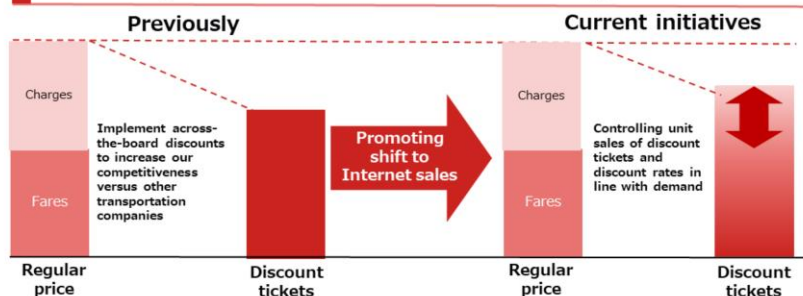 Previously
Current initiatives
Charges
Fares
Implement across-
the-board discounts
to increase our
competitiveness
versus other
transportation
companies
Promoting
shift to
Internet sales
Charges
Fares
Controlling unit
sales of discount
tickets and
discount rates in
line with demand
Regular
price
Discount
tickets
Regular
price
Discount
tickets